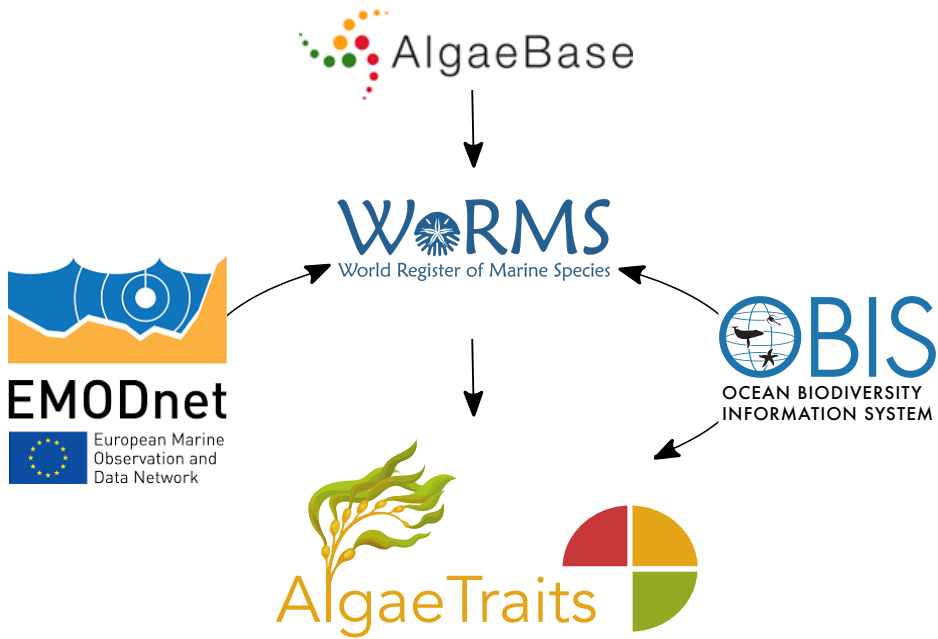 AlgaeBase
WoRMS
World Register of Marine Species
EMODnet
European Marine
Observation and
Data Network
OBIS
OCEAN BIODIVERSITY
INFORMATION SYSTEM
AlgaeTraits